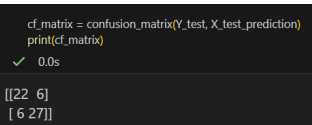 cf_matrix = confusion_matrix(Y_test, X_test_prediction)
print(cf_matrix)
✓ 0.0s
[[22 6]
[ 6 27]]